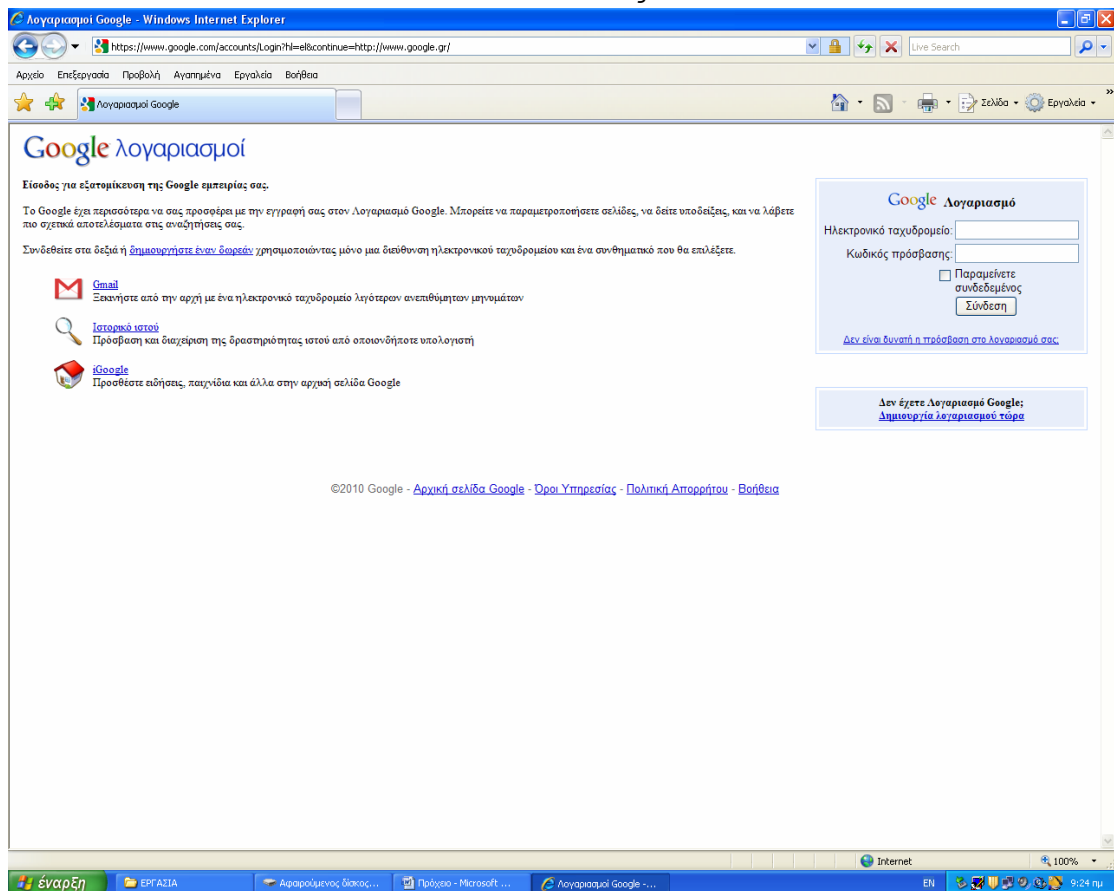 Λογαριασμοί Google - Windows Internet Explorer
https://www.google.com/accounts/Login?hl=el&continue=http://www.google.gr/
Live Search
Αρχείο Επεξεργασία Προβολή Αγαπημένα Εργαλεία Βοήθεια
Λογαριασμοί Google
Σελίδα
Εργαλεία
»
Google λογαριασμοί
Είσοδος για εξατομίκευση της Google εμπειρίας σας.
Το Google έχει περισσότερα να σας προσφέρει με την εγγραφή σας στον Λογαριασμό Google. Μπορείτε να παραμετροποιήσετε σελίδες, να δείτε υποδείξεις, και να λάβετε
πιο σχετικά αποτελέσματα στις αναζητήσεις σας.
Συνδεθείτε στα δεξιά ή δημιουργήστε έναν δωρεάν χρησιμοποιώντας μόνο μια διεύθυνση ηλεκτρονικού ταχυδρομείου και ένα συνθηματικό που θα επιλέξετε.
Gmail
Ξεκινήστε από την αρχή με ένα ηλεκτρονικό ταχυδρομείο λιγότερων ανεπιθύμητων μηνυμάτων
Ιστορικό ιστού
Πρόσβαση και διαχείριση της δραστηριότητας ιστού από οποιονδήποτε υπολογιστή
iGoogle
Προσθέστε ειδήσεις, παιχνίδια και άλλα στην αρχική σελίδα Google
Google Λογαριασμό
Ηλεκτρονικό ταχυδρομείο:
Κωδικός πρόσβασης:
Παραμείνετε
συνδεδεμένος
Σύνδεση
Δεν είναι δυνατή η πρόσβαση στο λογαριασμό σας;
Δεν έχετε Λογαριασμό Google;
Δημιουργία λογαριασμού τώρα
©2010 Google - Αρχική σελίδα Google - Όροι Υπηρεσίας - Πολιτική Απορρήτου - Βοήθεια
Internet
100%
έναρξη
ΕΡΓΑΣΙΑ
Αφαιρούμενος δίσκος...
Πρόχειο - Microsoft ...
Λογαριασμοί Google -...
EN
9:24 πμ